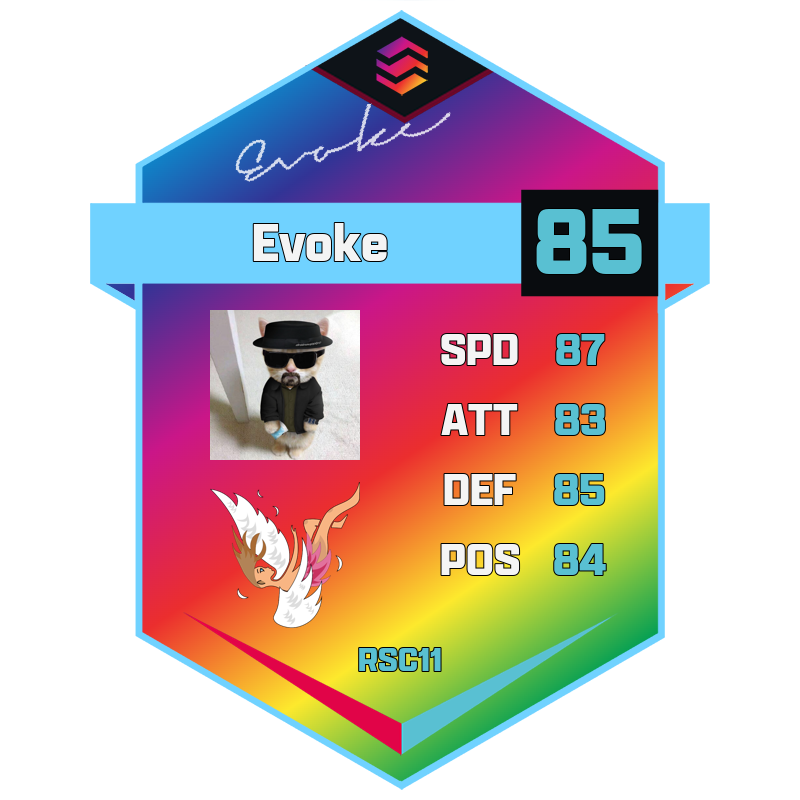 Evoke
Evoke 85
SPD 87
ATT 83
DEF 85
POS 84
RSC11